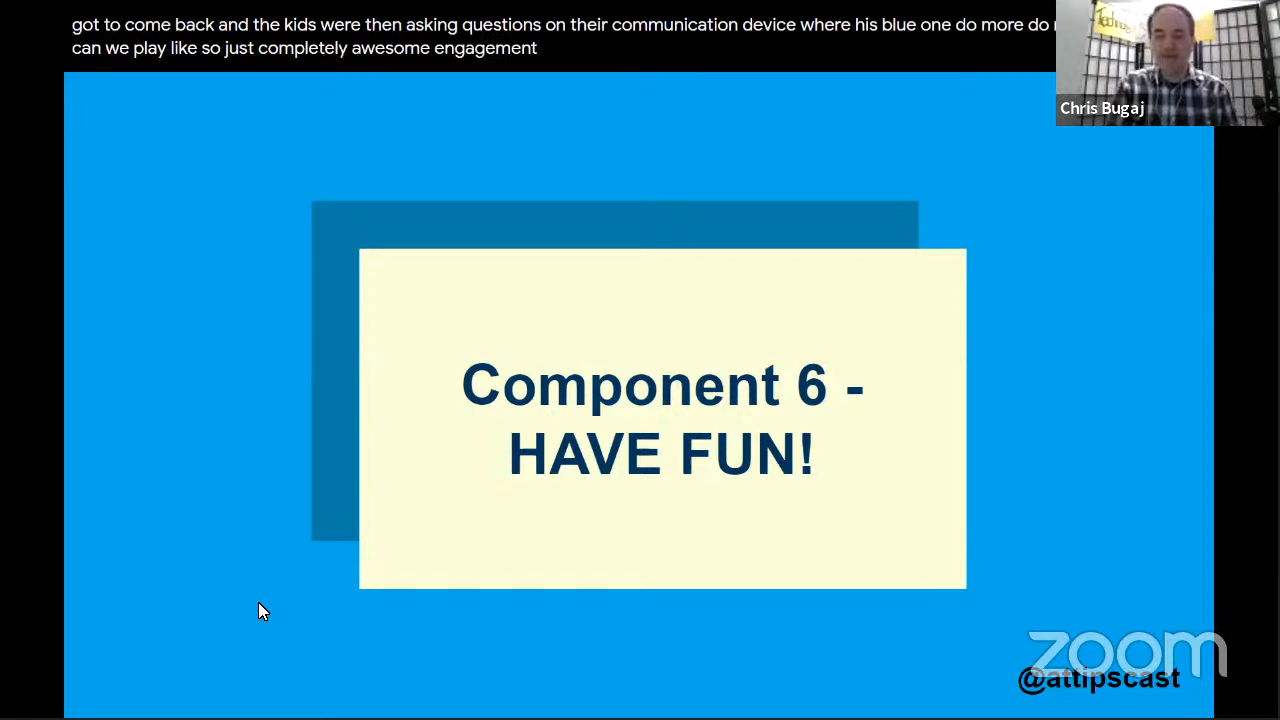 got to come back and the kids were then asking questions on their communication device where his blue one do more do
can we play like so just completely awesome engagement
Chris Bugaj
Component 6 -
HAVE FUN!
zoom
@attipscast